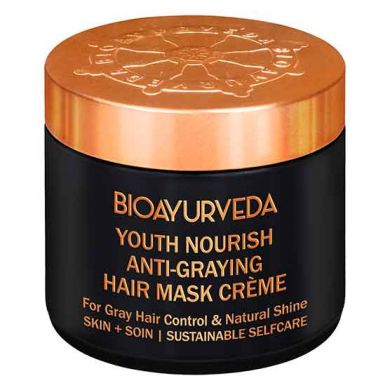 BIOAYURVEDA
YOUTH NOURISH
ANTI-GRAYING
HAIR MASK CRÈME
For Gray Hair Control & Natural Shine
SKIN + SOIN | SUSTAINABLE SELFCARE